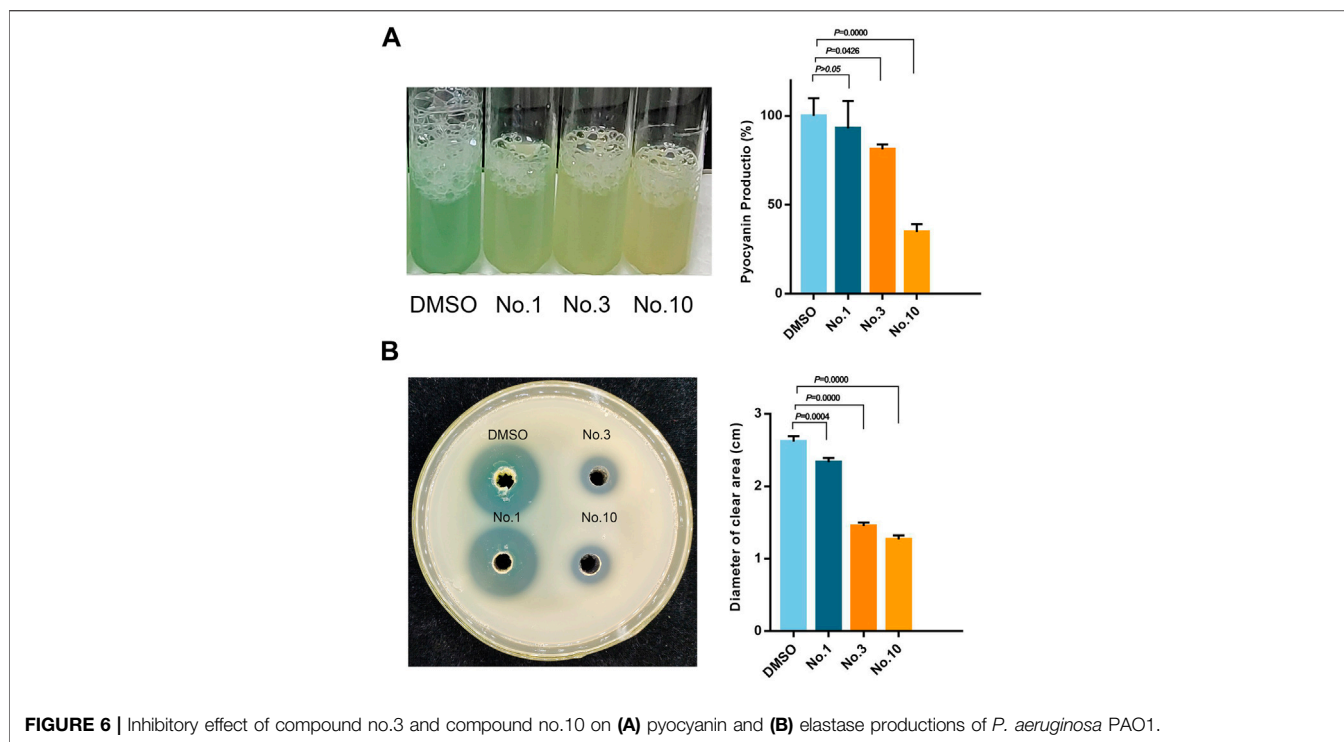 A
DMSO No.1 No.3 No.10
P=0.0000
P=0.0426
P>0.05
Pyocyanin Productio (%)
100
50
0
DMSO
No.1
No.3
No.10
B
DMSO No.3
No.1 No.10
P=0.0000
P=0.0000
P=0.0004
Diameter of clear area (cm)
3
2
1
0
DMSO
No.1
No.3
No.10
FIGURE 6 | Inhibitory effect of compound no.3 and compound no.10 on (A) pyocyanin and (B) elastase productions of P. aeruginosa PAO1.